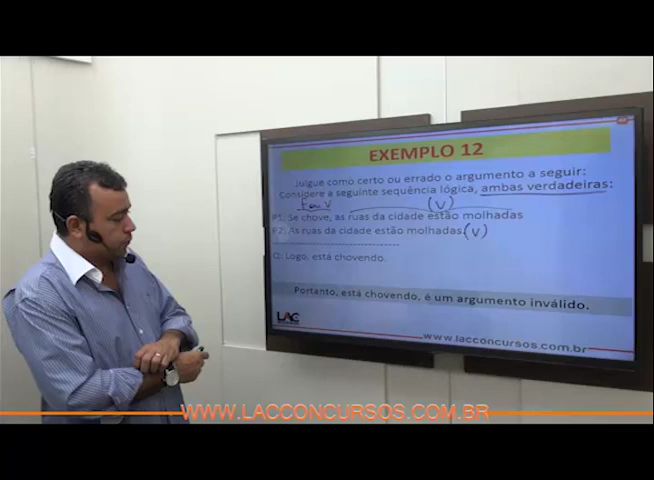 EXEMPLO 12
Julgue como certo ou errado o argumento a seguir:
Considere a seguinte sequência lógica, ambas verdadeiras:
F ou V (V)
P1: Se chove, as ruas da cidade estão molhadas
P2: As ruas da cidade estão molhadas.(V)
Q: Logo, está chovendo.
Portanto, está chovendo, é um argumento inválido.
LAC
www.lacconcursos.com.br
WWW.LACCONCURSOS.COM.BR